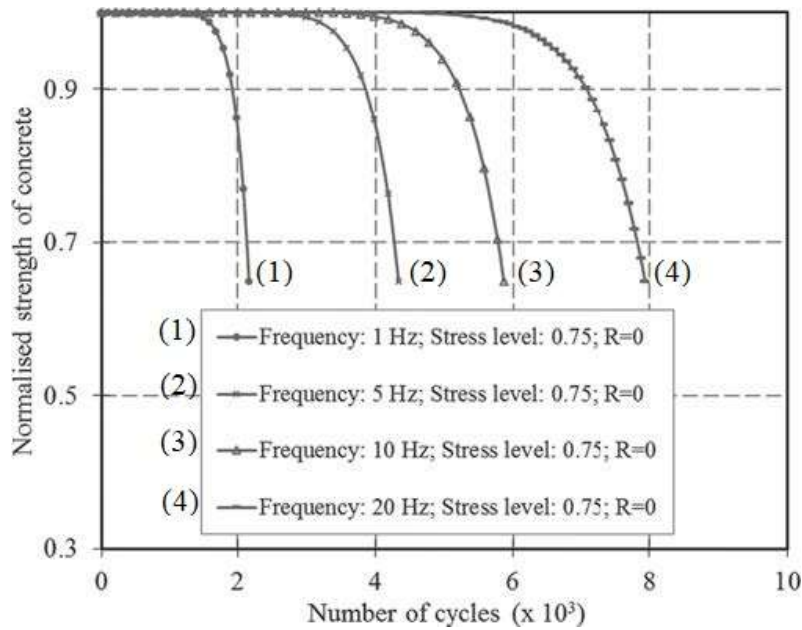 Normalised strength of concrete
1.0
0.9
0.7
0.5
0.3
(1)
(2)
(3)
(4)
(1) Frequency: 1 Hz; Stress level: 0.75; R=0
(2) Frequency: 5 Hz; Stress level: 0.75; R=0
(3) Frequency: 10 Hz; Stress level: 0.75; R=0
(4) Frequency: 20 Hz; Stress level: 0.75; R=0
0 2 4 6 8 10
Number of cycles (x 10³)